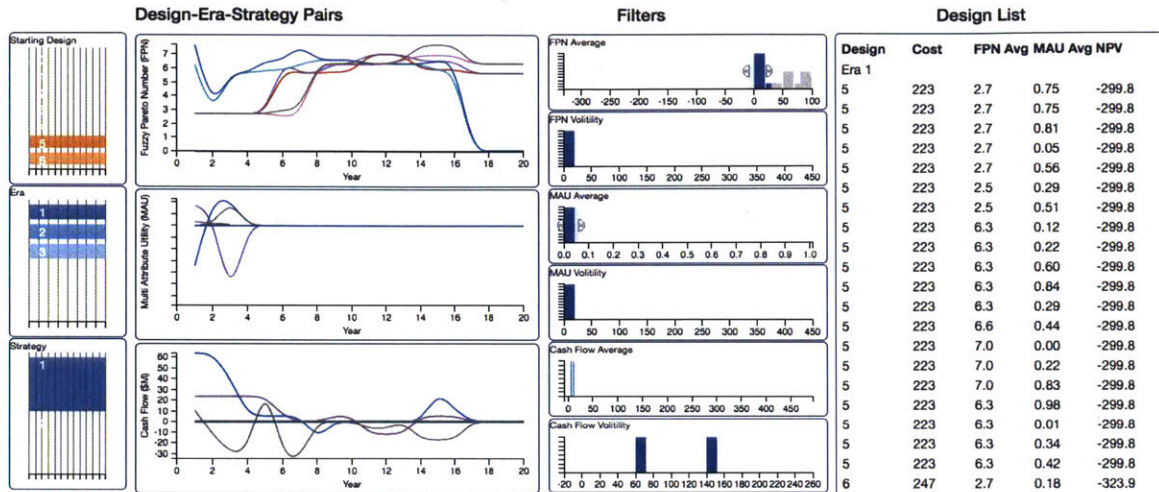 Design-Era-Strategy Pairs
Filters
Design List
Starting Design
5
6
Era
1
2
3
Strategy
1
Fuzzy Pareto Number (FPN)
7
6
5
4
3
2
1
0
0 2 4 6 8 10 12 14 16 18 20
Year
Multi Attribute Utility (MAU)
0 2 4 6 8 10 12 14 16 18 20
Year
Cash Flow ($M)
60
50
40
30
20
10
0
-10
-20
-30
0 2 4 6 8 10 12 14 16 18 20
Year
FPN Average
-300 -250 -200 -150 -100 -50 0 50 100
FPN Volitility
0 50 100 150 200 250 300 350 400 450
MAU Average
0.0 0.1 0.2 0.3 0.4 0.5 0.6 0.7 0.8 0.9 1.0
MAU Volitility
0 50 100 150 200 250 300 350 400 450
Cash Flow Average
0 50 100 150 200 250 300 350 400 450
Cash Flow Volitility
-20 0 20 40 60 80 100 120 140 160 180 200 220 240 260
Design Cost FPN Avg MAU Avg NPV
Era 1
5 223 2.7 0.75 -299.8
5 223 2.7 0.75 -299.8
5 223 2.7 0.81 -299.8
5 223 2.7 0.05 -299.8
5 223 2.7 0.56 -299.8
5 223 2.5 0.29 -299.8
5 223 2.5 0.51 -299.8
5 223 6.3 0.12 -299.8
5 223 6.3 0.22 -299.8
5 223 6.3 0.60 -299.8
5 223 6.3 0.84 -299.8
5 223 6.3 0.29 -299.8
5 223 6.6 0.44 -299.8
5 223 7.0 0.00 -299.8
5 223 7.0 0.22 -299.8
5 223 7.0 0.83 -299.8
5 223 6.3 0.98 -299.8
5 223 6.3 0.01 -299.8
5 223 6.3 0.34 -299.8
5 223 6.3 0.42 -299.8
6 247 2.7 0.18 -323.9